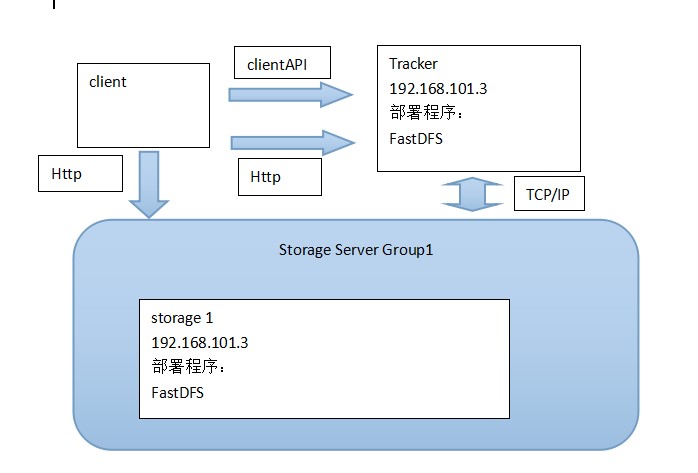 clientAPI
client
Tracker
192.168.101.3
部署程序：
FastDFS
Http
Http
TCP/IP
Storage Server Group1
storage 1
192.168.101.3
部署程序：
FastDFS